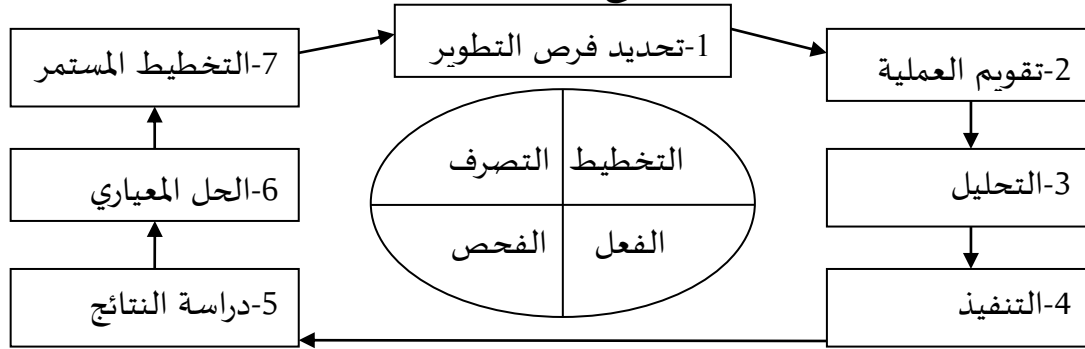 1-تحديد فرص التطوير
2-تقويم العملية
3-التحليل
4-التنفيذ
5-دراسة النتائج
6-الحل المعياري
7-التخطيط المستمر
التخطيط
التصرف
الفعل
الفحص